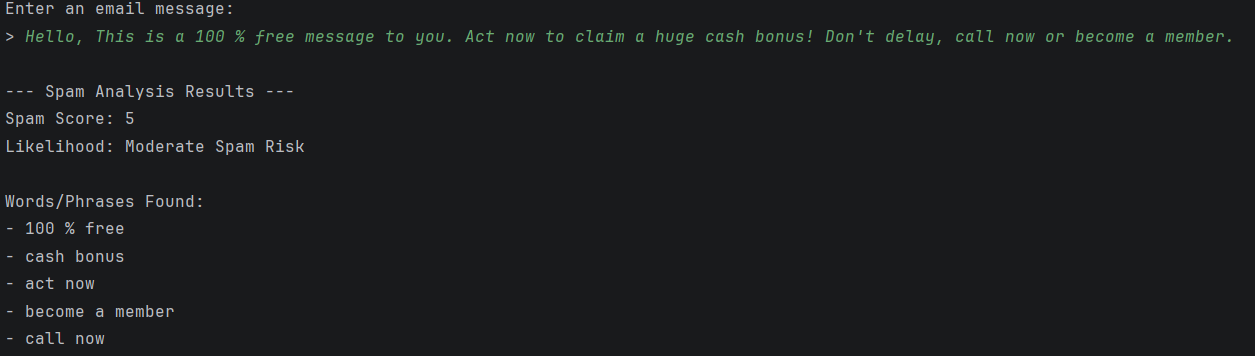 Enter an email message:
> Hello, This is a 100 % free message to you. Act now to claim a huge cash bonus! Don't delay, call now or become a member.
--- Spam Analysis Results ---
Spam Score: 5
Likelihood: Moderate Spam Risk
Words/Phrases Found:
- 100 % free
- cash bonus
- act now
- become a member
- call now